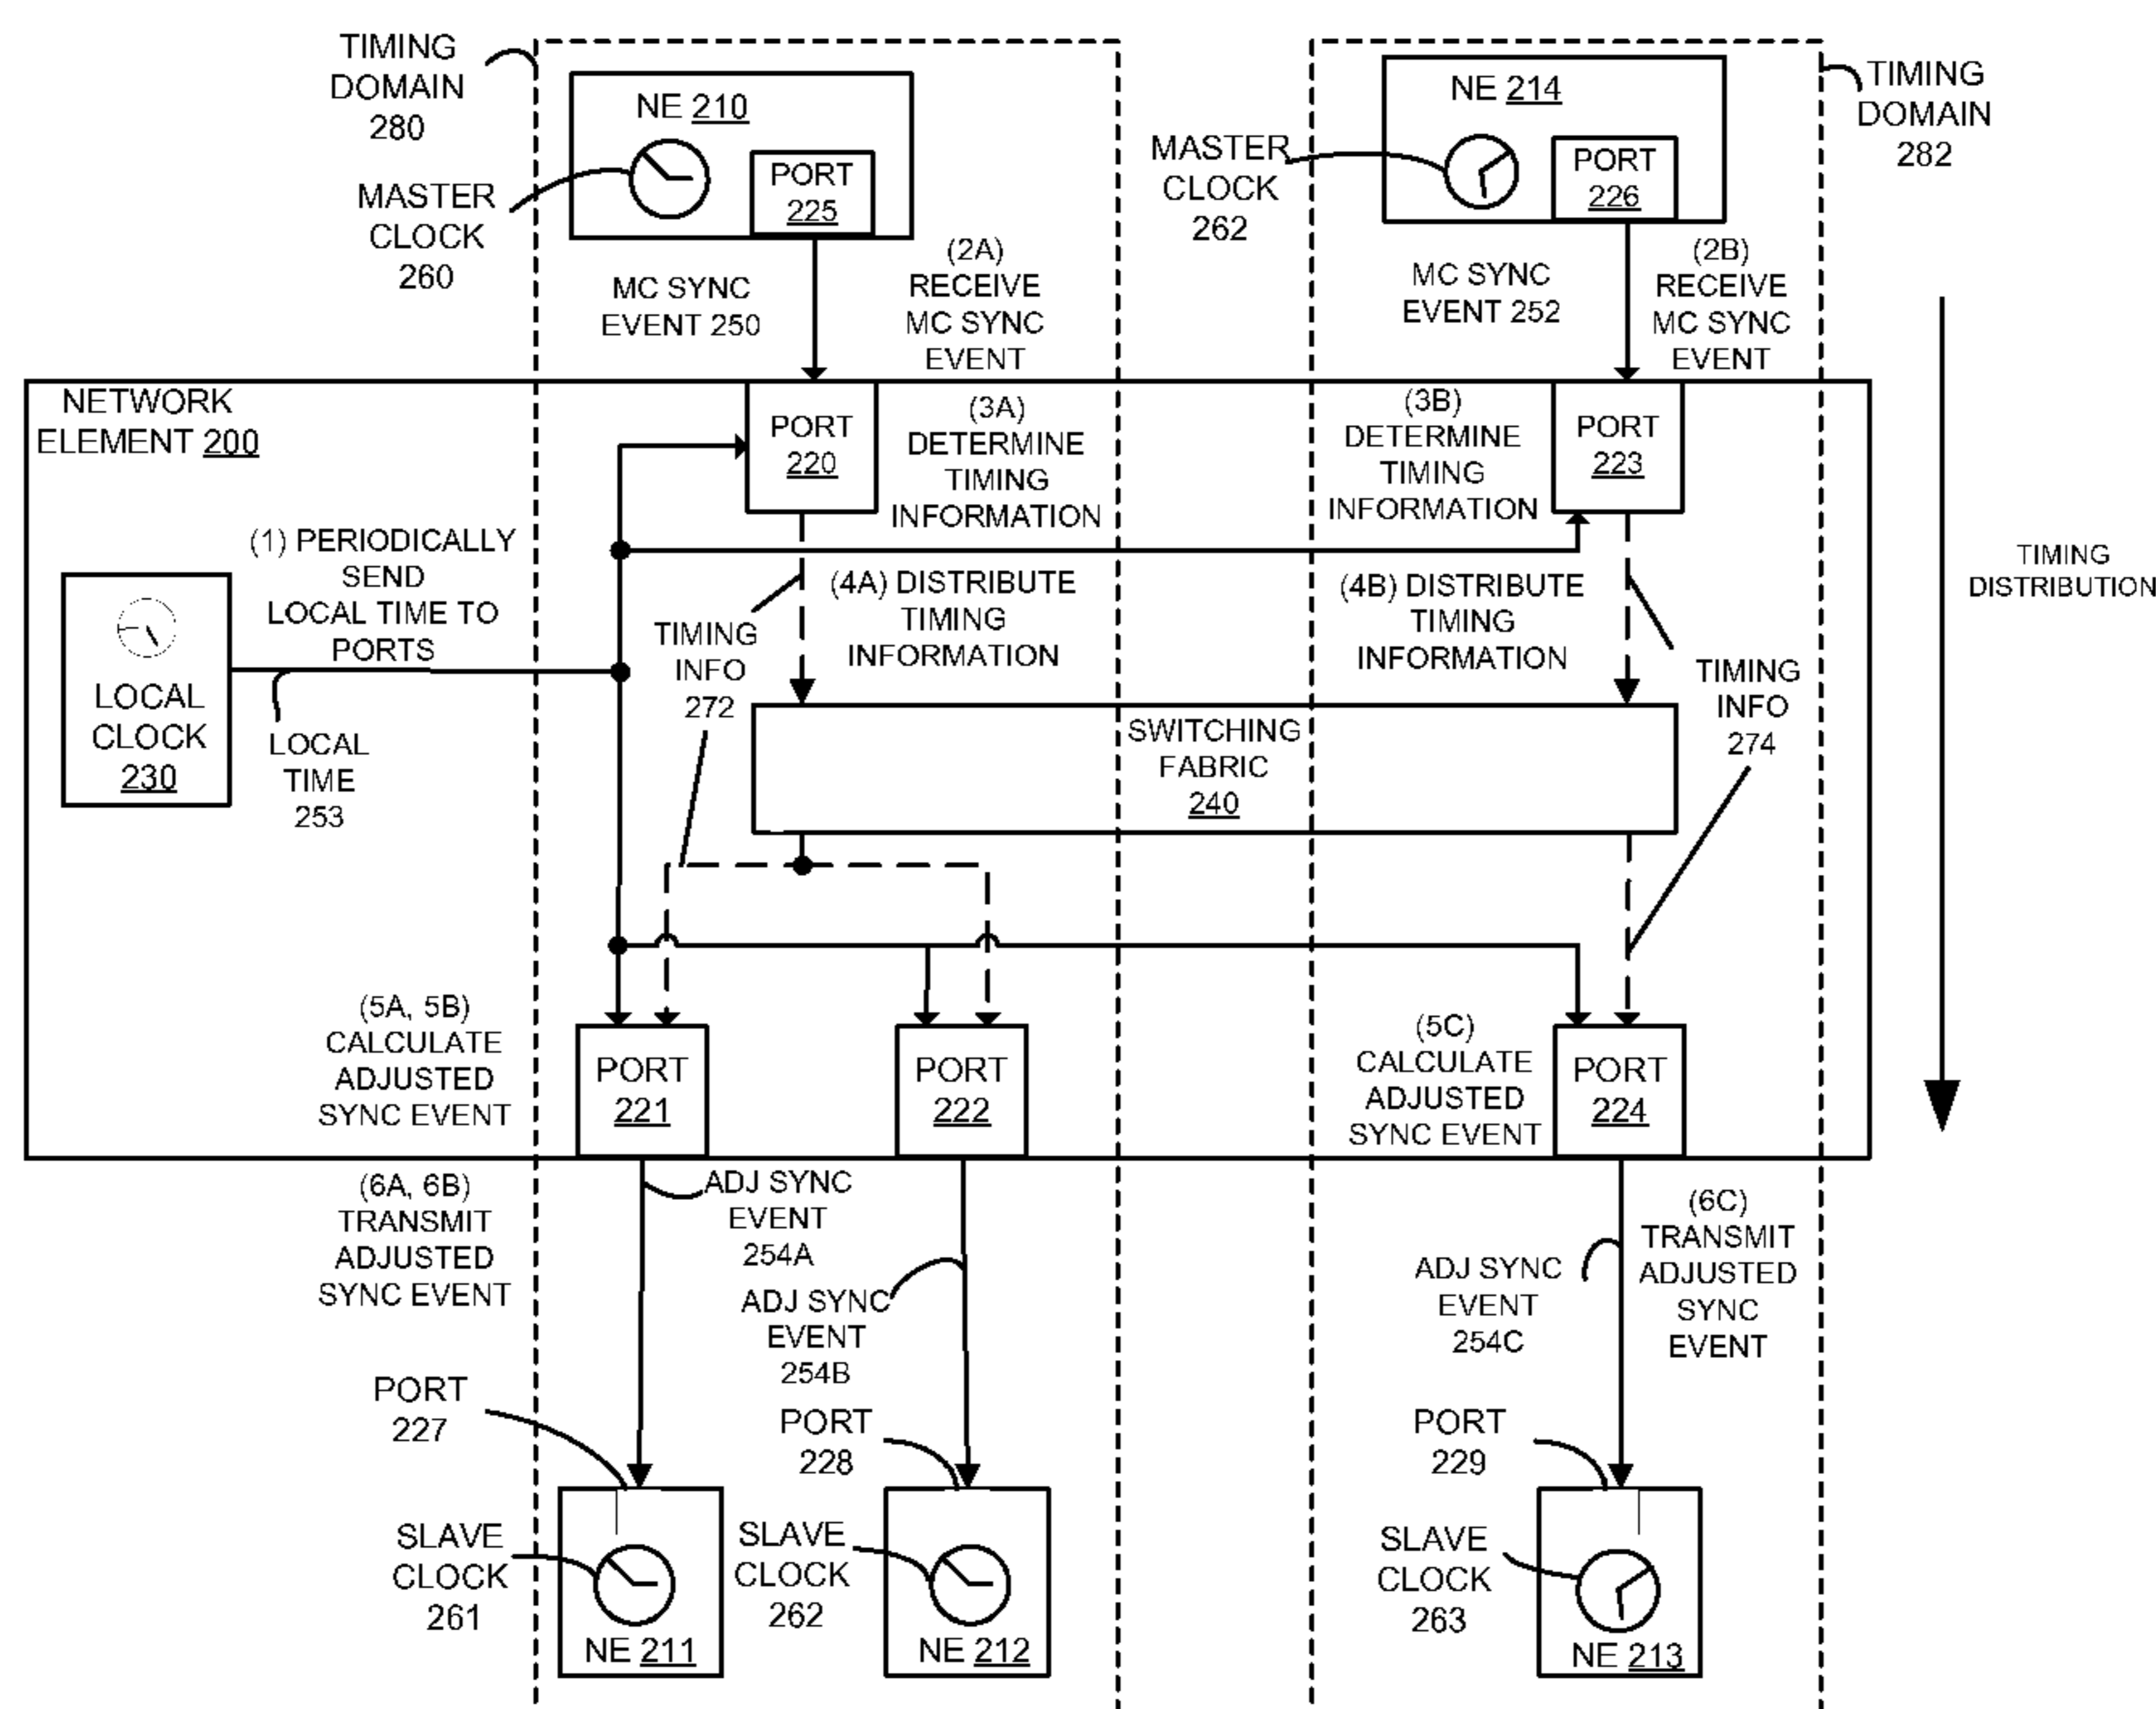 TIMING
DOMAIN
280
NE 210
MASTER
CLOCK
260
PORT
225
MC SYNC
EVENT 250
(2A)
RECEIVE
MC SYNC
EVENT
NE 214
MASTER
CLOCK
262
PORT
226
TIMING
DOMAIN
282
MC SYNC
EVENT 252
(2B)
RECEIVE
MC SYNC
EVENT
NETWORK
ELEMENT 200
PORT
220
(3A)
DETERMINE
TIMING
INFORMATION
(3B)
DETERMINE
TIMING
INFORMATION
PORT
223
(1) PERIODICALLY
SEND
LOCAL TIME TO
PORTS
LOCAL
CLOCK
230
LOCAL
TIME
253
TIMING
INFO
272
(4A) DISTRIBUTE
TIMING
INFORMATION
(4B) DISTRIBUTE
TIMING
INFORMATION
TIMING
INFO
274
TIMING
DISTRIBUTION
SWITCHING
FABRIC
240
(5A, 5B)
CALCULATE
ADJUSTED
SYNC EVENT
PORT
221
PORT
222
(5C)
CALCULATE
ADJUSTED
SYNC EVENT
PORT
224
(6A, 6B)
TRANSMIT
ADJUSTED
SYNC EVENT
ADJ SYNC
EVENT
254A
ADJ SYNC
EVENT
254B
ADJ SYNC
EVENT
254C
(6C)
TRANSMIT
ADJUSTED
SYNC
EVENT
PORT
227
PORT
228
PORT
229
SLAVE
CLOCK
261
NE 211
SLAVE
CLOCK
262
NE 212
SLAVE
CLOCK
263
NE 213